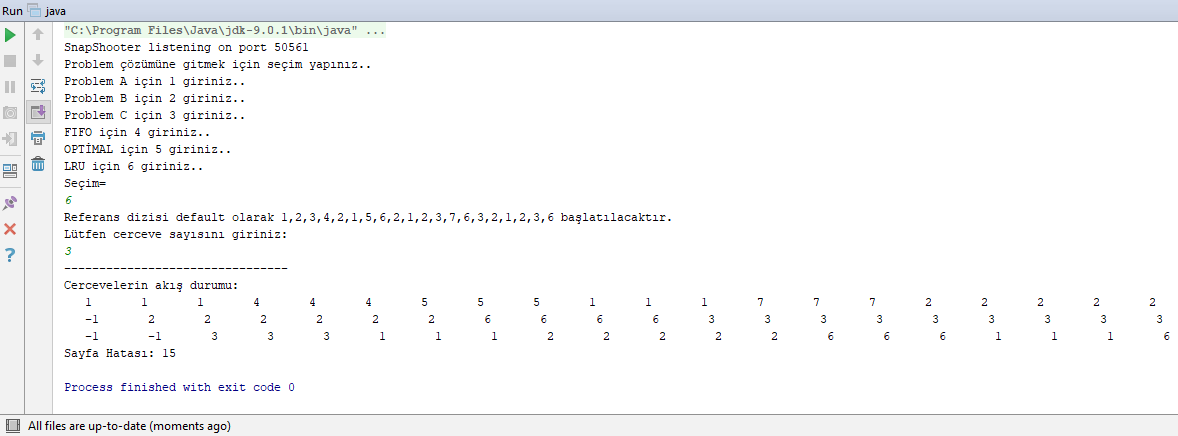 Run java
"C:\Program Files\Java\jdk-9.0.1\bin\java" ...
SnapShooter listening on port 50561
Problem çözümüne gitmek için seçim yapınız..
Problem A için 1 giriniz..
Problem B için 2 giriniz..
Problem C için 3 giriniz..
FIFO için 4 giriniz..
OPTİMAL için 5 giriniz..
LRU için 6 giriniz..
Seçim=
6
Referans dizisi default olarak 1,2,3,4,2,1,5,6,2,1,2,3,7,6,3,2,1,2,3,6 başlatılacaktır.
Lütfen cerceve sayısını giriniz:
3
--------------------------------
Cercevelerin akış durumu:
1 1 1 4 4 4 5 5 5 1 1 1 7 7 7 2 2 2 2 2
-1 2 2 2 2 2 2 6 6 6 6 3 3 3 3 3 3 3 3 3
-1 -1 3 3 3 1 1 1 2 2 2 2 2 6 6 6 1 1 1 6
Sayfa Hatası: 15
Process finished with exit code 0
All files are up-to-date (moments ago)